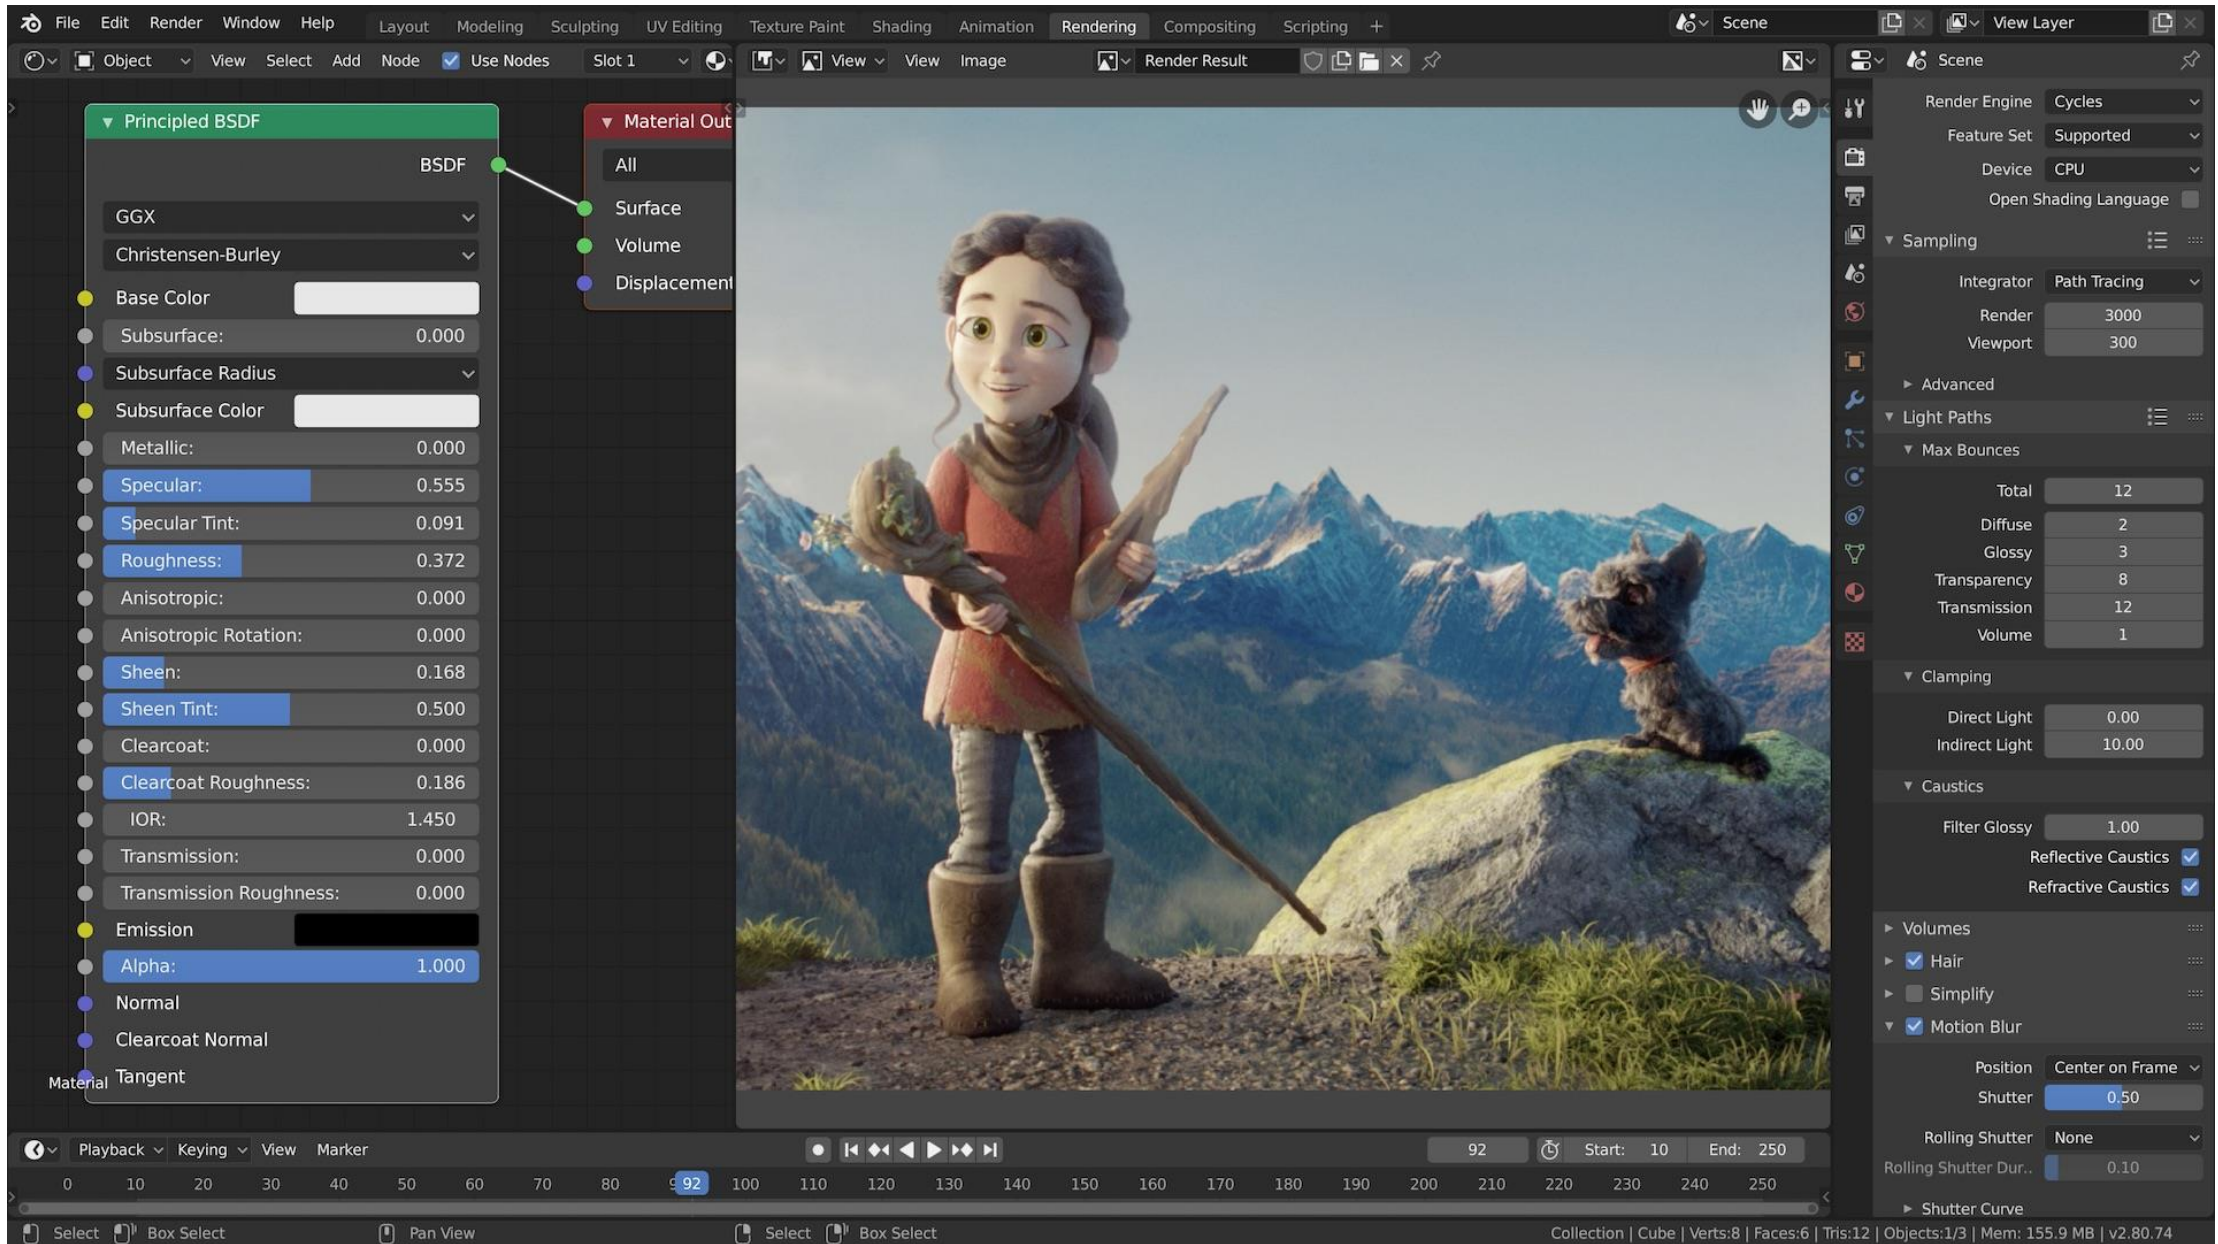 File Edit Render Window Help Layout Modeling Sculpting UV Editing Texture Paint Shading Animation Rendering Compositing Scripting + Scene View Layer
Object View Select Add Node Use Nodes Slot 1
View View Image Render Result
Scene
Principled BSDF
BSDF
GGX
Christensen-Burley
Base Color
Subsurface: 0.000
Subsurface Radius
Subsurface Color
Metallic: 0.000
Specular: 0.555
Specular Tint: 0.091
Roughness: 0.372
Anisotropic: 0.000
Anisotropic Rotation: 0.000
Sheen: 0.168
Sheen Tint: 0.500
Clearcoat: 0.000
Clearcoat Roughness: 0.186
IOR: 1.450
Transmission: 0.000
Transmission Roughness: 0.000
Emission
Alpha: 1.000
Normal
Clearcoat Normal
Tangent
Material
Material Out
All
Surface
Volume
Displacement
Render Engine Cycles
Feature Set Supported
Device CPU
Open Shading Language
Sampling
Integrator Path Tracing
Render 3000
Viewport 300
Advanced
Light Paths
Max Bounces
Total 12
Diffuse 2
Glossy 3
Transparency 8
Transmission 12
Volume 1
Clamping
Direct Light 0.00
Indirect Light 10.00
Caustics
Filter Glossy 1.00
Reflective Caustics
Refractive Caustics
Volumes
Hair
Simplify
Motion Blur
Position Center on Frame
Shutter 0.50
Rolling Shutter None
Rolling Shutter Dur.. 0.10
Shutter Curve
Playback Keying View Marker 92 Start: 10 End: 250
0 10 20 30 40 50 60 70 80 92 100 110 120 130 140 150 160 170 180 190 200 210 220 230 240 250
Select Box Select Pan View Select Box Select Collection | Cube | Verts:8 | Faces:6 | Tris:12 | Objects:1/3 | Mem: 155.9 MB | v2.80.74